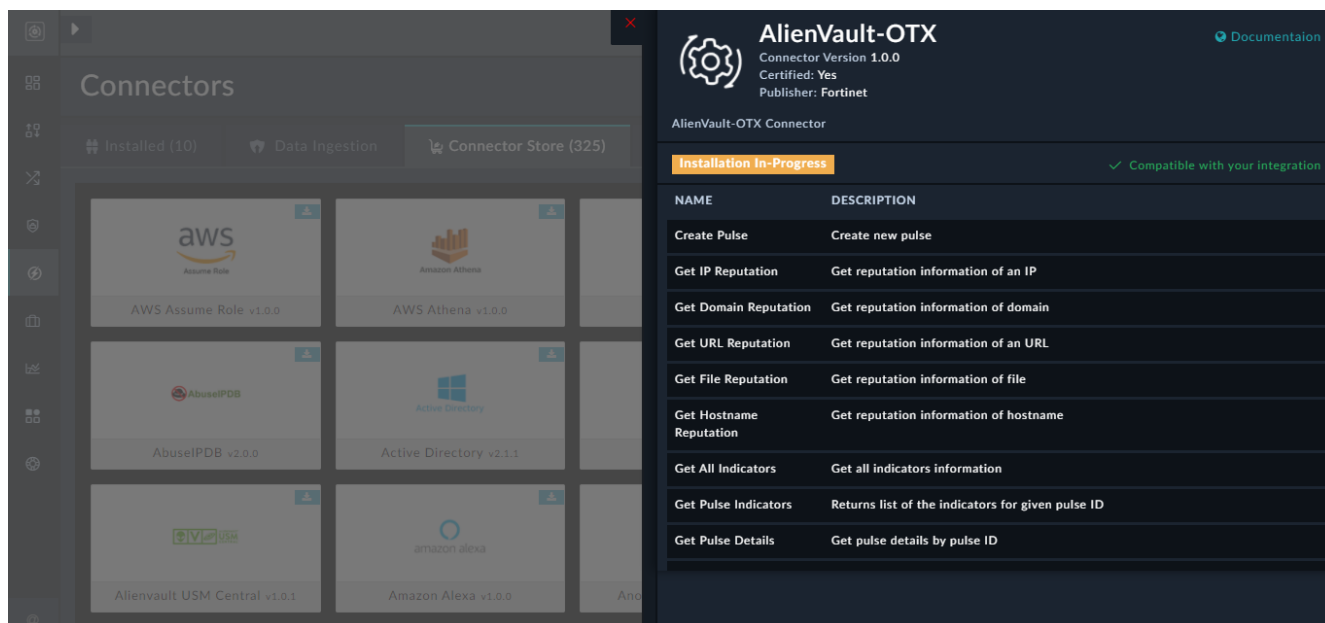 Connectors
Installed (10)
Data Ingestion
Connector Store (325)
aws
Assume Role
AWS Assume Role v1.0.0
Amazon Athena
AWS Athena v1.0.0
AbuseIPDB
AbuseIPDB v2.0.0
Active Directory
Active Directory v2.1.1
USM
Alienvault USM Central v1.0.1
amazon alexa
Amazon Alexa v1.0.0
Ano
AlienVault-OTX
Documentaion
Connector Version 1.0.0
Certified: Yes
Publisher: Fortinet
AlienVault-OTX Connector
Installation In-Progress
Compatible with your integration
NAME DESCRIPTION
Create Pulse Create new pulse
Get IP Reputation Get reputation information of an IP
Get Domain Reputation Get reputation information of domain
Get URL Reputation Get reputation information of an URL
Get File Reputation Get reputation information of file
Get Hostname Get reputation information of hostname
Reputation
Get All Indicators Get all indicators information
Get Pulse Indicators Returns list of the indicators for given pulse ID
Get Pulse Details Get pulse details by pulse ID